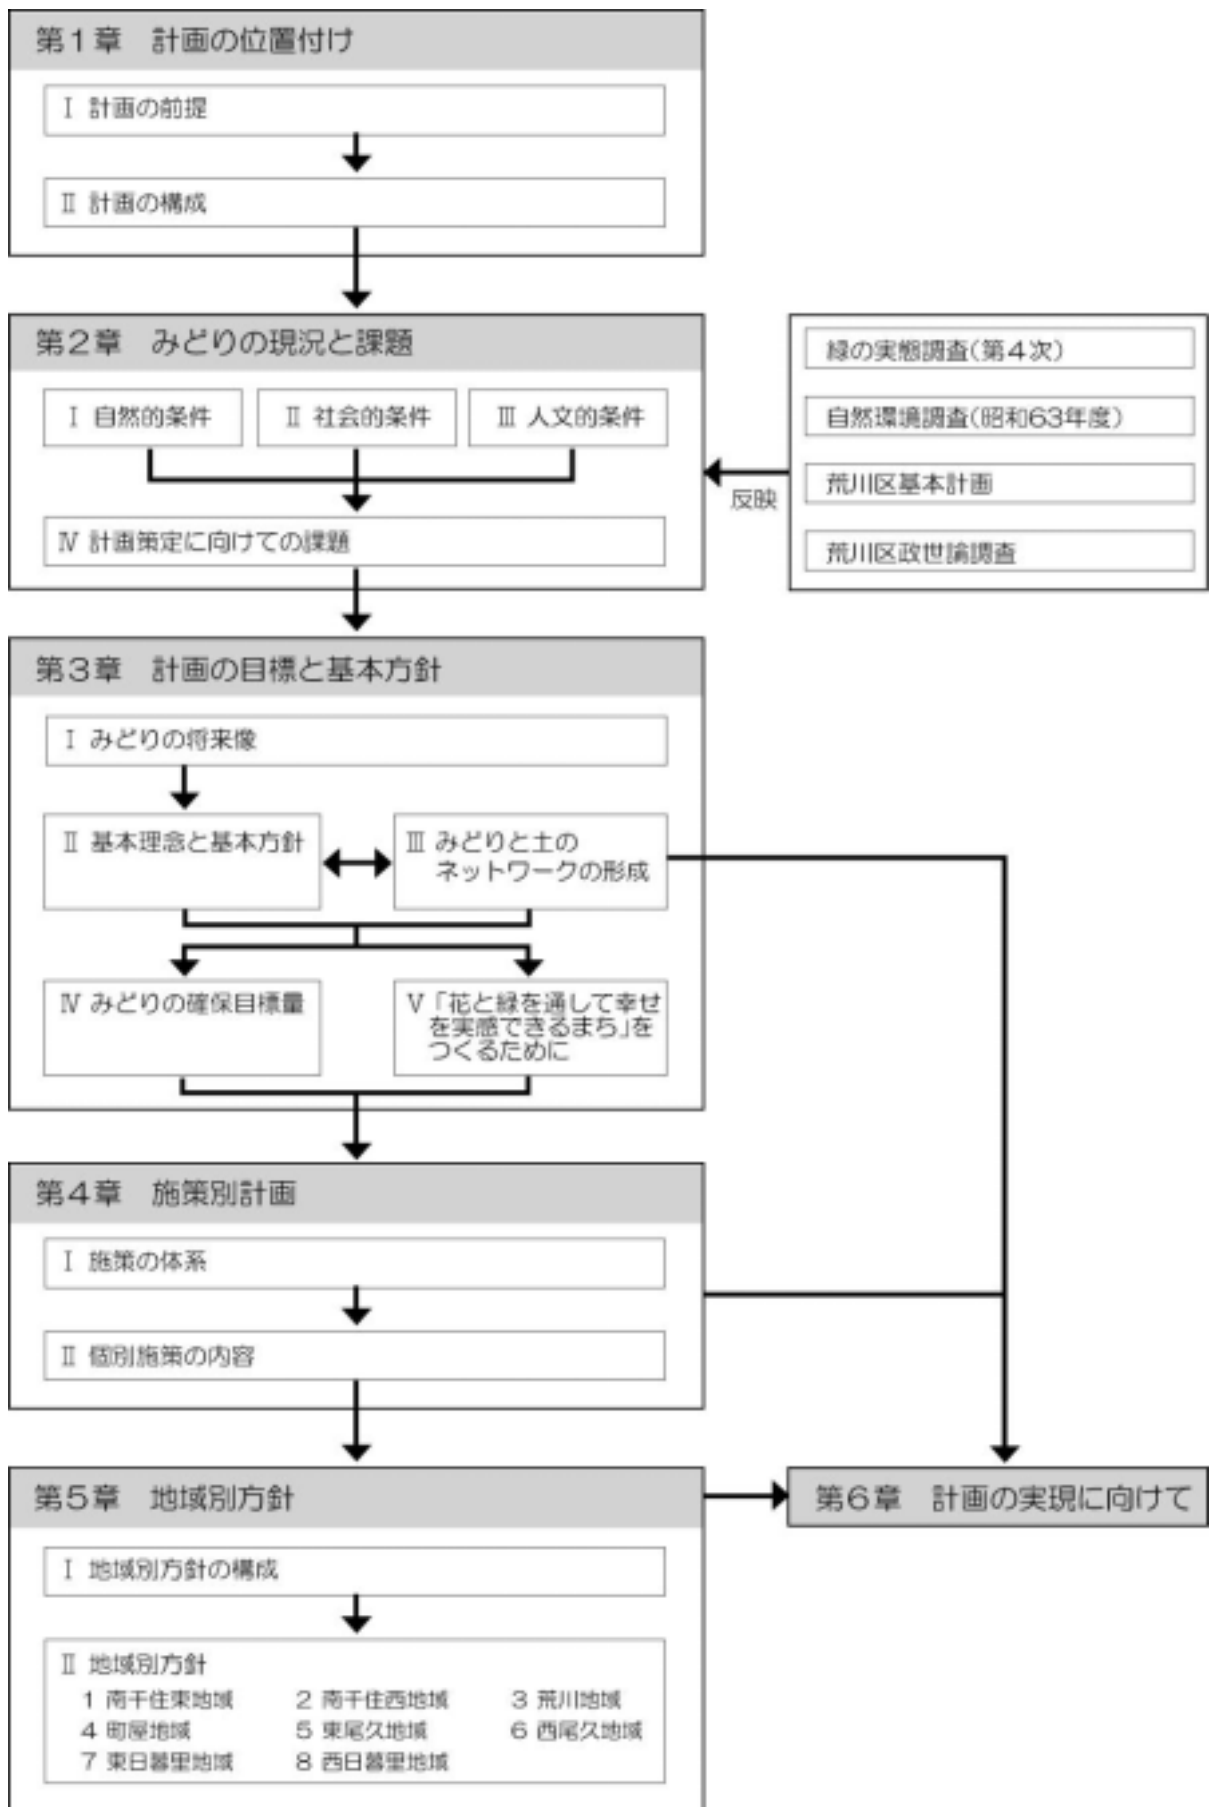 第1章 計画の位置付け
Ⅰ 計画の前提
Ⅱ 計画の構成
第2章 みどりの現況と課題
Ⅰ 自然的条件
Ⅱ 社会的条件
Ⅲ 人文的条件
Ⅳ 計画策定に向けての課題
反映
緑の実態調査(第4次)
自然環境調査(昭和63年度)
荒川区基本計画
荒川区政世論調査
第3章 計画の目標と基本方針
Ⅰ みどりの将来像
Ⅱ 基本理念と基本方針
Ⅲ みどりと土の
ネットワークの形成
Ⅳ みどりの確保目標量
Ⅴ「花と緑を通して幸せ
を実感できるまち」を
つくるために
第4章 施策別計画
Ⅰ 施策の体系
Ⅱ 個別施策の内容
第5章 地域別方針
Ⅰ 地域別方針の構成
Ⅱ 地域別方針
1 南千住東地域 2 南千住西地域 3 荒川地域
4 町屋地域 5 東尾久地域 6 西尾久地域
7 東日暮里地域 8 西日暮里地域
第6章 計画の実現に向けて